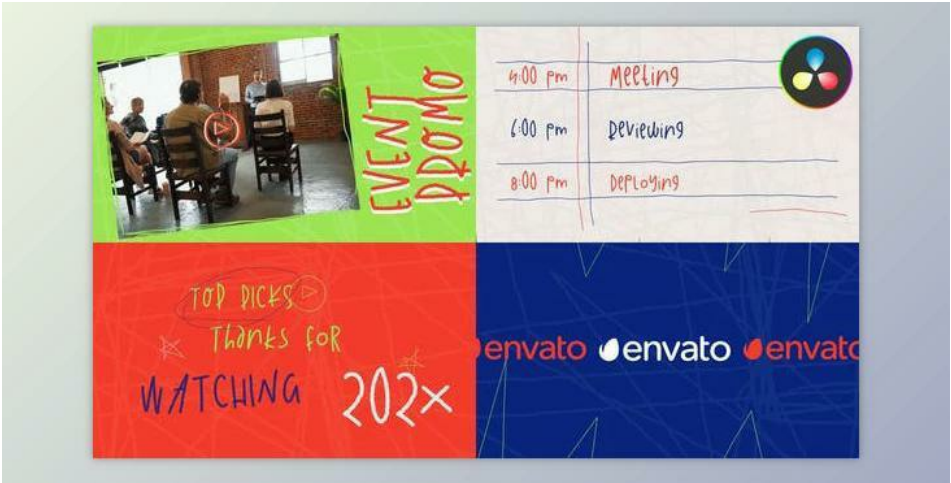 EVENT
PROMO
4:00 pm Meeting
6:00 pm Reviewing
8:00 pm Deploying
TOP PICKS
Thanks for
WATCHING
202x
envato envato envato